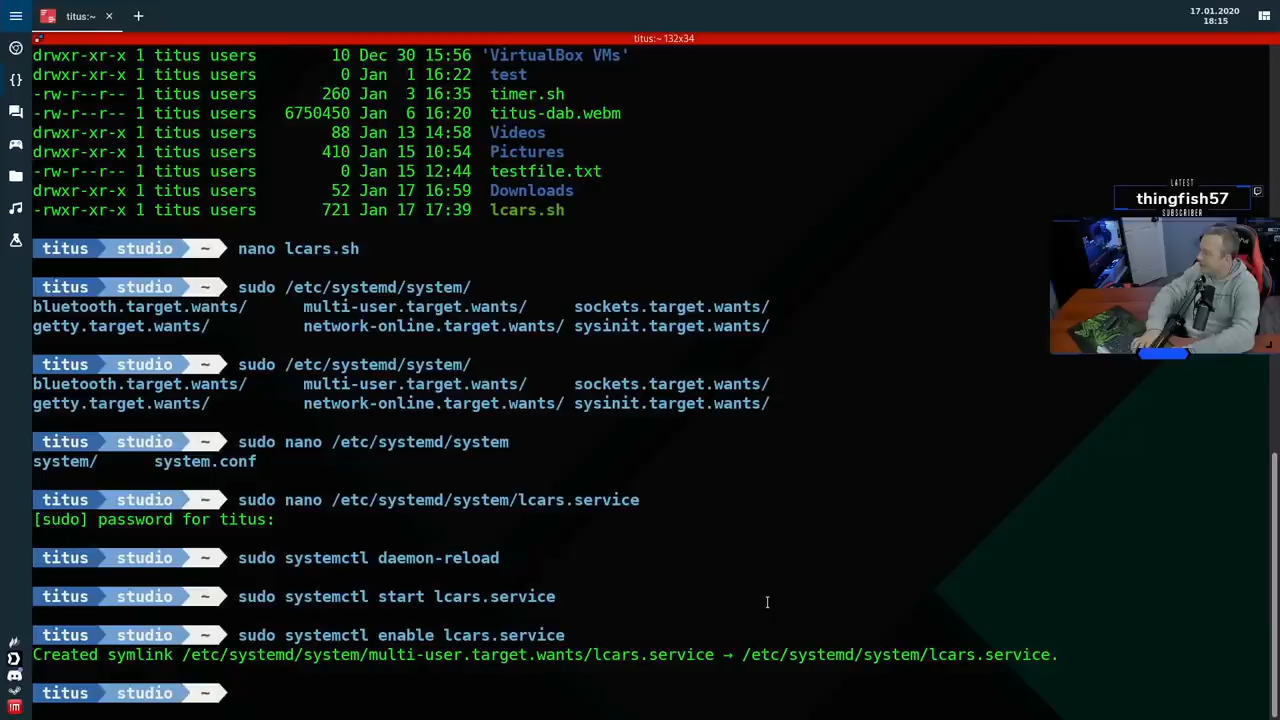 titus:~
17.01.2020
18:15
titus:~ 132x34
drwxr-xr-x 1 titus users 10 Dec 30 15:56 'VirtualBox VMs'
drwxr-xr-x 1 titus users 0 Jan 1 16:22 test
-rw-r--r-- 1 titus users 260 Jan 3 16:35 timer.sh
-rw-r--r-- 1 titus users 6750450 Jan 6 16:20 titus-dab.webm
drwxr-xr-x 1 titus users 88 Jan 13 14:58 Videos
drwxr-xr-x 1 titus users 410 Jan 15 10:54 Pictures
-rw-r--r-- 1 titus users 0 Jan 15 12:44 testfile.txt
drwxr-xr-x 1 titus users 52 Jan 17 16:59 Downloads
-rwxr-xr-x 1 titus users 721 Jan 17 17:39 lcars.sh
LATEST
thingfish57
SUBSCRIBER
titus studio ~ nano lcars.sh
titus studio ~ sudo /etc/systemd/system/
bluetooth.target.wants/ multi-user.target.wants/ sockets.target.wants/
getty.target.wants/ network-online.target.wants/ sysinit.target.wants/
titus studio ~ sudo /etc/systemd/system/
bluetooth.target.wants/ multi-user.target.wants/ sockets.target.wants/
getty.target.wants/ network-online.target.wants/ sysinit.target.wants/
titus studio ~ sudo nano /etc/systemd/system
system/ system.conf
titus studio ~ sudo nano /etc/systemd/system/lcars.service
[sudo] password for titus:
titus studio ~ sudo systemctl daemon-reload
titus studio ~ sudo systemctl start lcars.service
titus studio ~ sudo systemctl enable lcars.service
Created symlink /etc/systemd/system/multi-user.target.wants/lcars.service → /etc/systemd/system/lcars.service.
titus studio ~